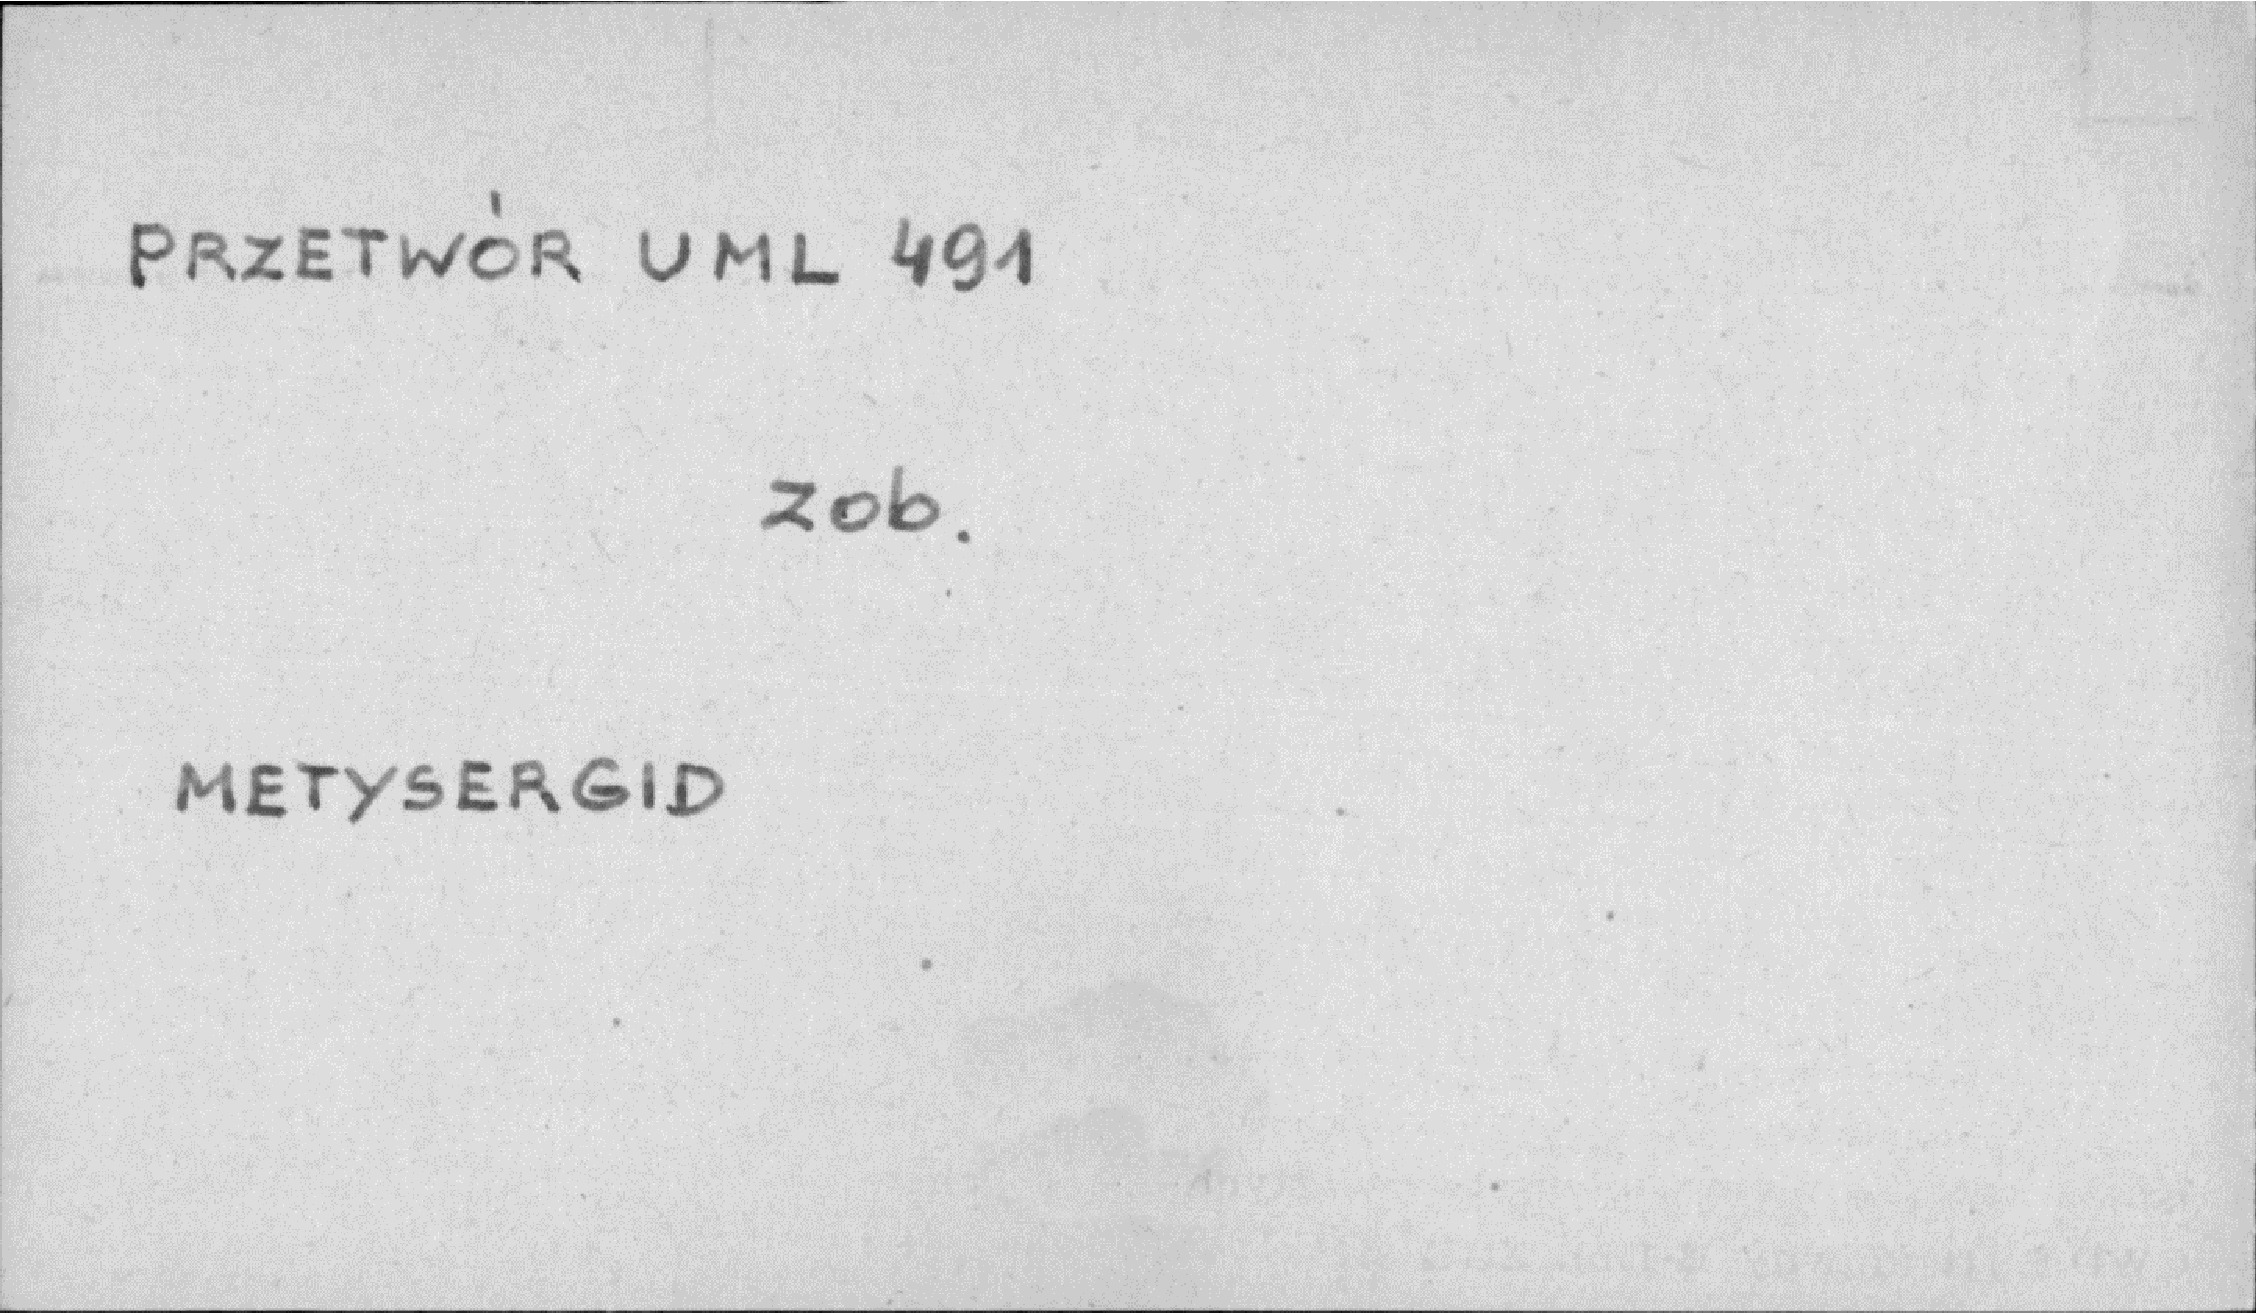 PRZETWÓR UML 491
zob.
METYSERGID